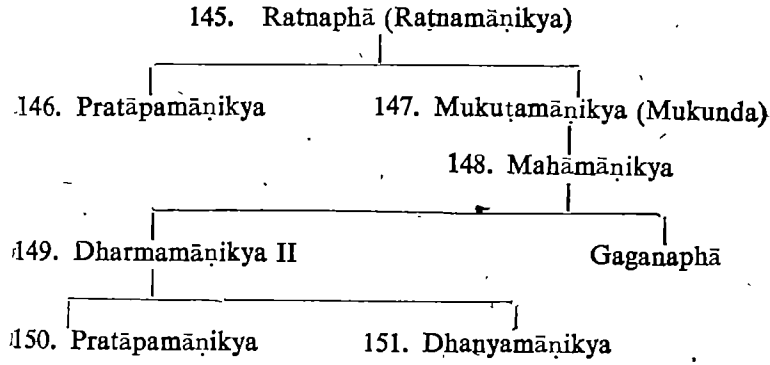 145. Ratnaphā (Ratnamāṇikya)
146. Pratāpamāṇikya 147. Mukuṭamāṇikya (Mukunda)
148. Mahāmāṇikya
149. Dharmamāṇikya II Gaganaphā
150. Pratāpamāṇikya 151. Dhanyamāṇikya